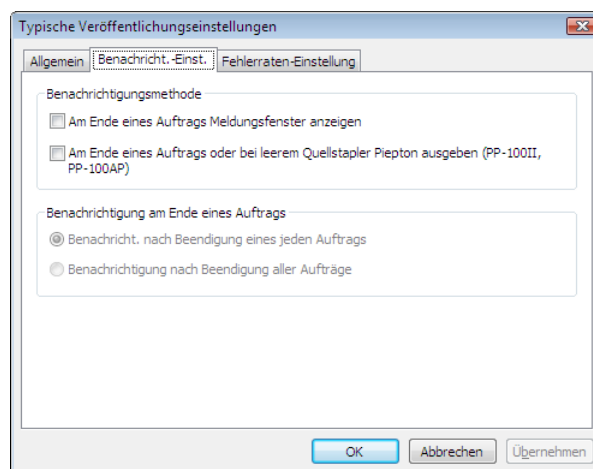 Typische Veröffentlichungseinstellungen
Allgemein Benachricht.-Einst. Fehlerraten-Einstellung
Benachrichtigungsmethode
Am Ende eines Auftrags Meldungsfenster anzeigen
Am Ende eines Auftrags oder bei leerem Quellstapler Piepton ausgeben (PP-100II,
PP-100AP)
Benachrichtigung am Ende eines Auftrags
Benachricht. nach Beendigung eines jeden Auftrags
Benachrichtigung nach Beendigung aller Aufträge
OK Abbrechen Übernehmen